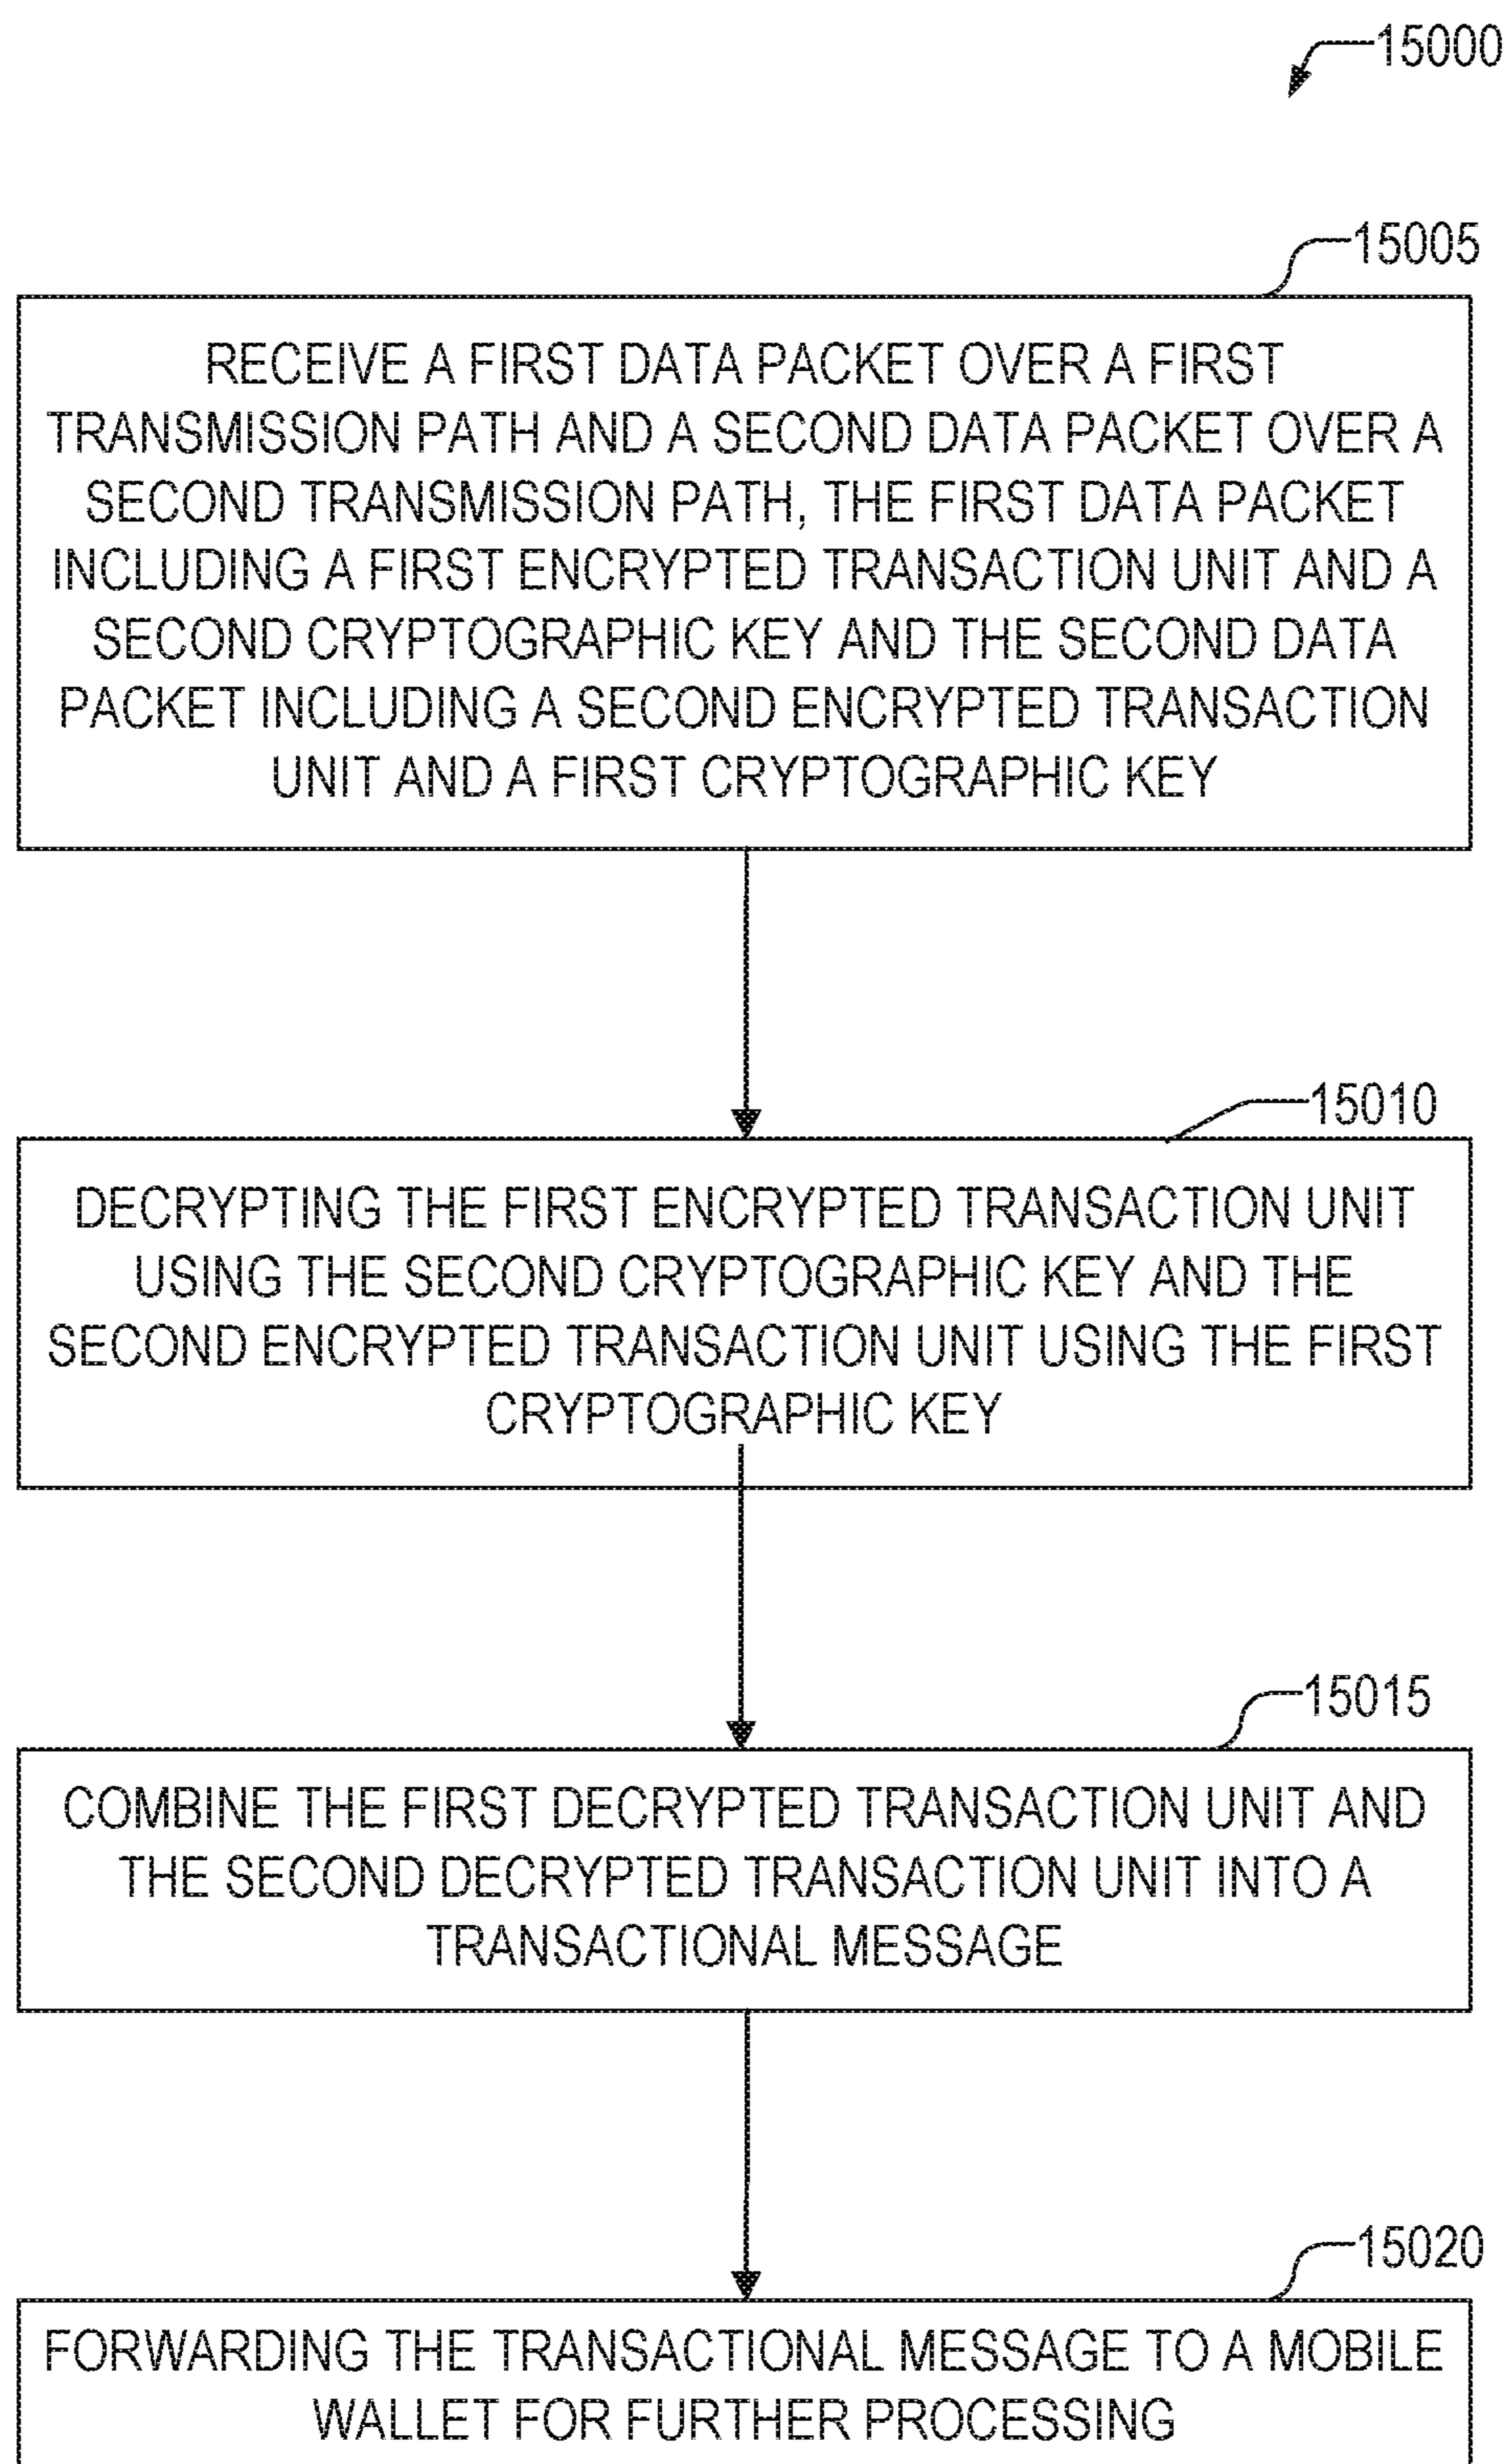 15000
15005
RECEIVE A FIRST DATA PACKET OVER A FIRST
TRANSMISSION PATH AND A SECOND DATA PACKET OVER A
SECOND TRANSMISSION PATH, THE FIRST DATA PACKET
INCLUDING A FIRST ENCRYPTED TRANSACTION UNIT AND A
SECOND CRYPTOGRAPHIC KEY AND THE SECOND DATA
PACKET INCLUDING A SECOND ENCRYPTED TRANSACTION
UNIT AND A FIRST CRYPTOGRAPHIC KEY
15010
DECRYPTING THE FIRST ENCRYPTED TRANSACTION UNIT
USING THE SECOND CRYPTOGRAPHIC KEY AND THE
SECOND ENCRYPTED TRANSACTION UNIT USING THE FIRST
CRYPTOGRAPHIC KEY
15015
COMBINE THE FIRST DECRYPTED TRANSACTION UNIT AND
THE SECOND DECRYPTED TRANSACTION UNIT INTO A
TRANSACTIONAL MESSAGE
15020
FORWARDING THE TRANSACTIONAL MESSAGE TO A MOBILE
WALLET FOR FURTHER PROCESSING